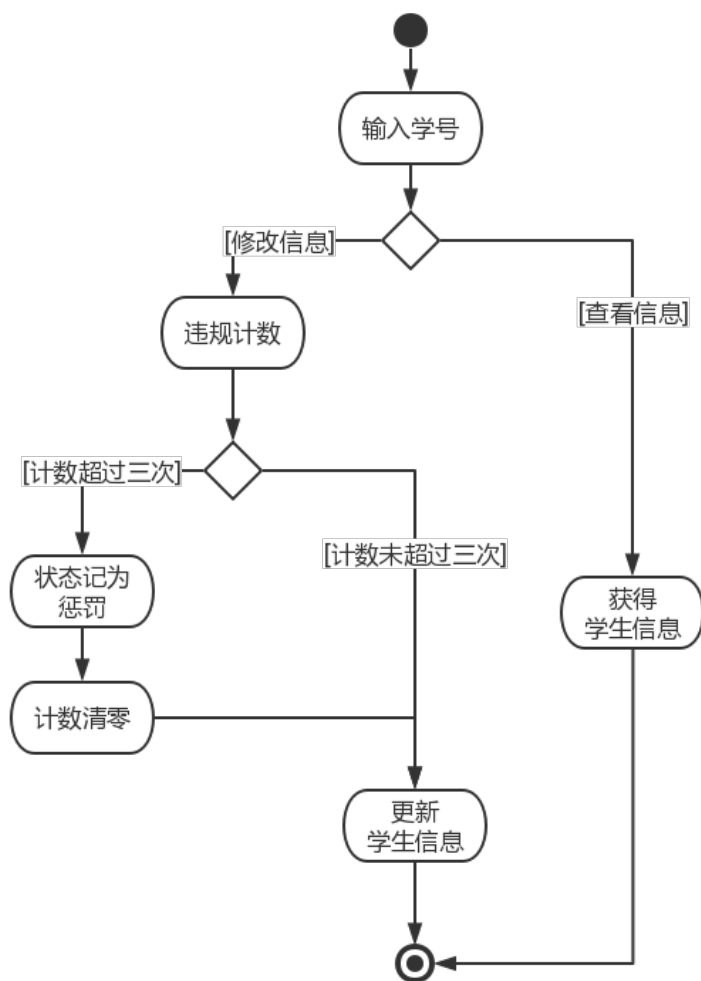 输入学号
[修改信息]
[查看信息]
违规计数
[计数超过三次]
[计数未超过三次]
状态记为
惩罚
获得
学生信息
计数清零
更新
学生信息